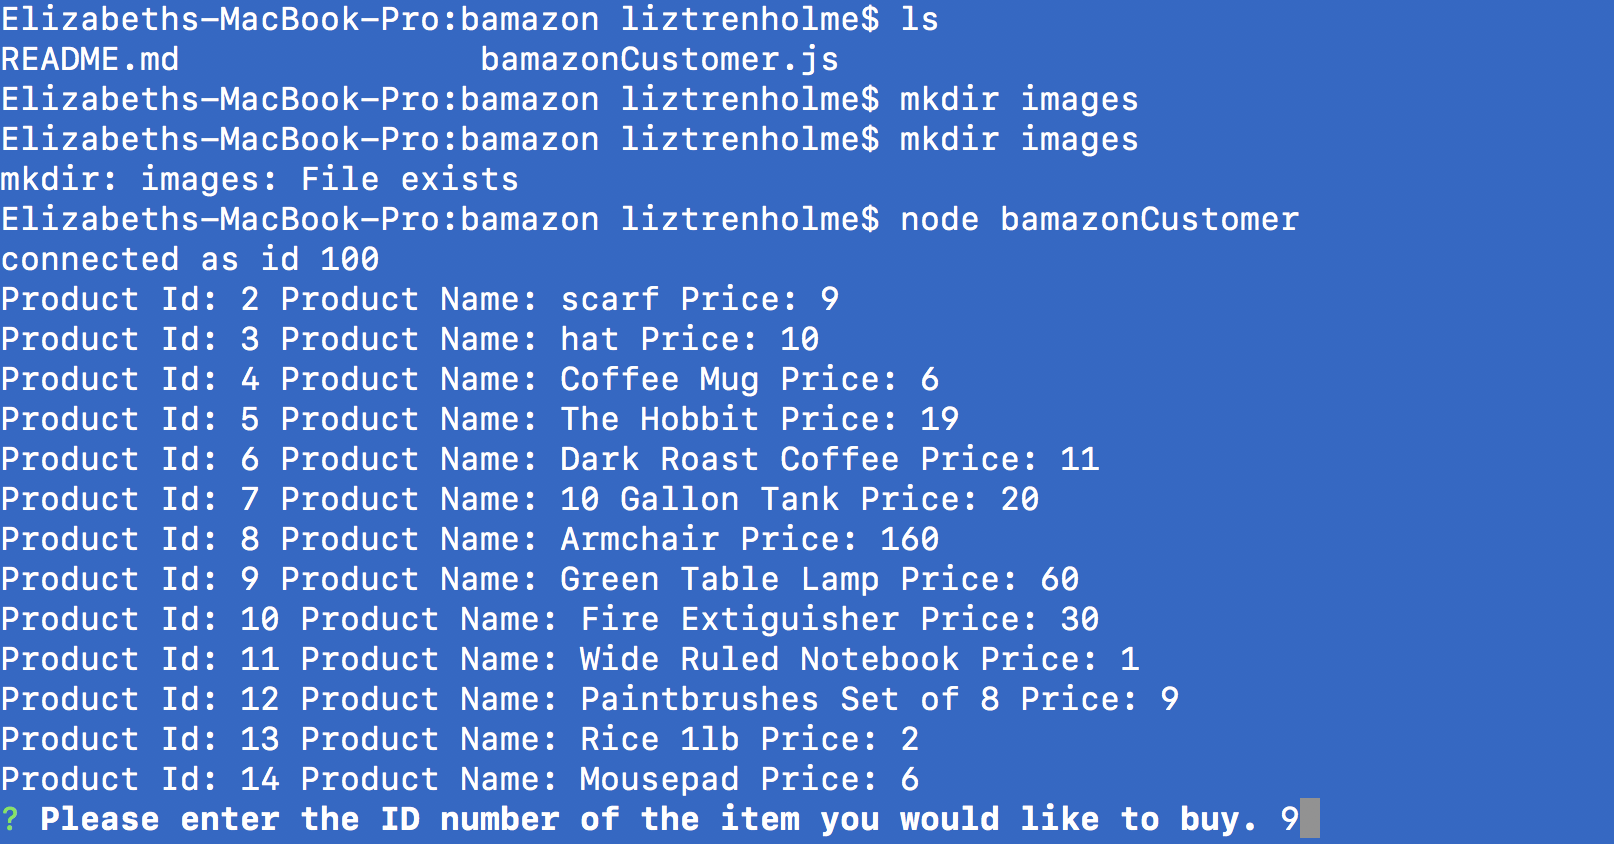 Elizabeths-MacBook-Pro:bamazon liztrenholme$ ls
README.md               bamazonCustomer.js
Elizabeths-MacBook-Pro:bamazon liztrenholme$ mkdir images
Elizabeths-MacBook-Pro:bamazon liztrenholme$ mkdir images
mkdir: images: File exists
Elizabeths-MacBook-Pro:bamazon liztrenholme$ node bamazonCustomer
connected as id 100
Product Id: 2 Product Name: scarf Price: 9
Product Id: 3 Product Name: hat Price: 10
Product Id: 4 Product Name: Coffee Mug Price: 6
Product Id: 5 Product Name: The Hobbit Price: 19
Product Id: 6 Product Name: Dark Roast Coffee Price: 11
Product Id: 7 Product Name: 10 Gallon Tank Price: 20
Product Id: 8 Product Name: Armchair Price: 160
Product Id: 9 Product Name: Green Table Lamp Price: 60
Product Id: 10 Product Name: Fire Extiguisher Price: 30
Product Id: 11 Product Name: Wide Ruled Notebook Price: 1
Product Id: 12 Product Name: Paintbrushes Set of 8 Price: 9
Product Id: 13 Product Name: Rice 1lb Price: 2
Product Id: 14 Product Name: Mousepad Price: 6
? Please enter the ID number of the item you would like to buy. 9